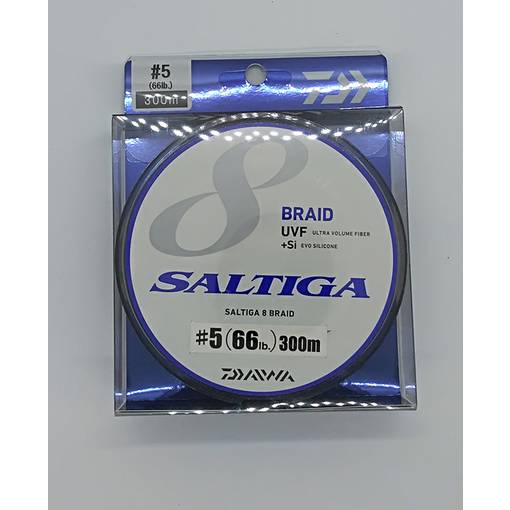 #5
(66lb.)
300m
8
BRAID
UVF ULTRA VOLUME FIBER
+Si EVO SILICONE
SALTIGA
SALTIGA 8 BRAID
#5(66lb.)300m
DAIWA